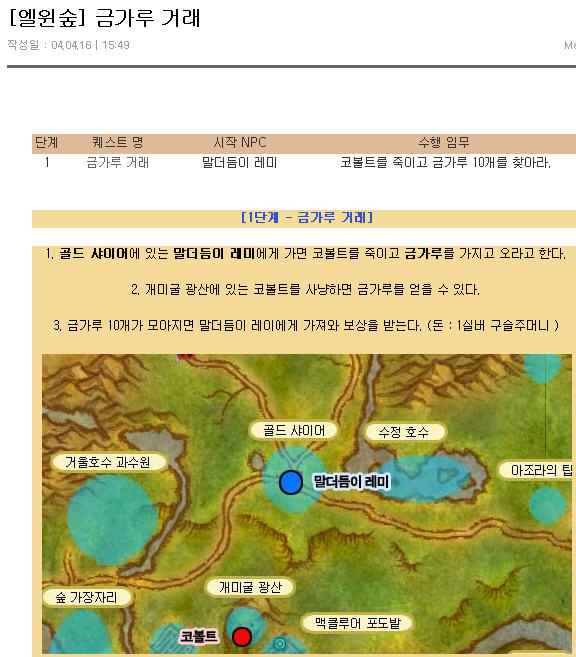 [엘윈숲] 금가루 거래
작성일 : 04.04.16 | 15:49
단계 퀘스트 명 시작 NPC 수행 임무
1 금가루 거래 말더듬이 레미 코볼트를 죽이고 금가루 10개를 찾아라.
[1단계 - 금가루 거래]
1. 골드 샤이어에 있는 말더듬이 레미에게 가면 코볼트를 죽이고 금가루를 가지고 오라고 한다.
2. 개미굴 광산에 있는 코볼트를 사냥하면 금가루를 얻을 수 있다.
3. 금가루 10개가 모아지면 말더듬이 레이에게 가져와 보상을 받는다. (돈 : 1실버 구슬주머니 )
골드 샤이어
수정 호수
거울호수 과수원
아조라의 탑
말더듬이 레미
개미굴 광산
숲 가장자리
맥클루어 포도밭
코볼트